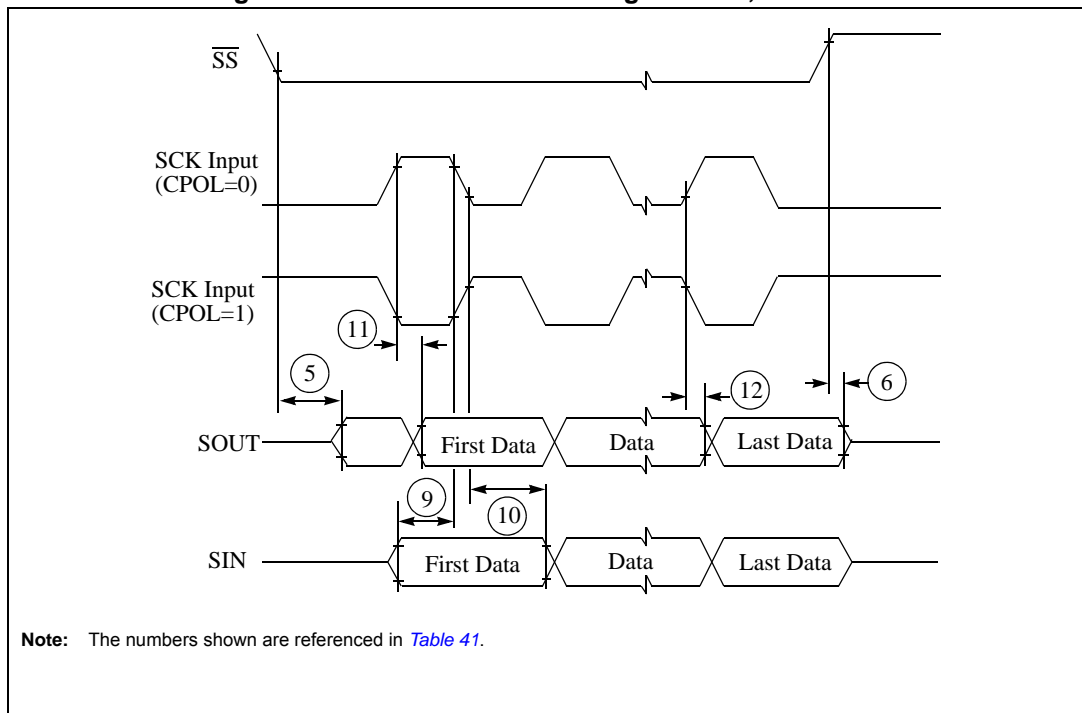 SS
SCK Input
(CPOL=0)
SCK Input
(CPOL=1)
11
5
12
6
SOUT
First Data
Data
Last Data
9
10
SIN
First Data
Data
Last Data
Note: The numbers shown are referenced in Table 41.